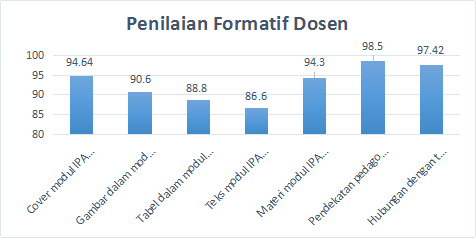 Penilaian Formatif Dosen
100
95
90
85
80
94.64
90.6
88.8
86.6
94.3
98.5
97.42
Cover modul IPA...
Gambar dalam mod...
Tabel dalam modul...
Teks modul IPA...
Materi modul IPA...
Pendekatan pedago...
Hubungan dengan t...